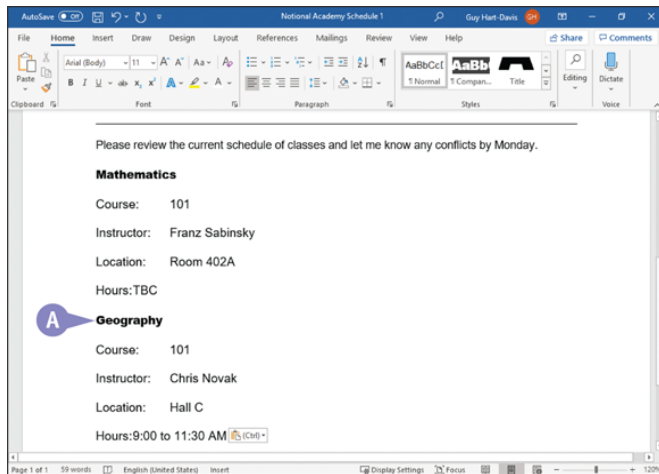 AutoSave Off Notional Academy Schedule 1 Guy Hart-Davis GH
File Home Insert Draw Design Layout References Mailings Review View Help Share Comments
Arial (Body) 11 A A Aa A AaBbCcI AaBb
Paste B I U ab x x A A 1 Normal 1 Compan... Title Editing Dictate
Clipboard Font Paragraph Styles Voice
Please review the current schedule of classes and let me know any conflicts by Monday.
Mathematics
Course: 101
Instructor: Franz Sabinsky
Location: Room 402A
Hours:TBC
A Geography
Course: 101
Instructor: Chris Novak
Location: Hall C
Hours:9:00 to 11:30 AM (Ctrl)
Page 1 of 1 59 words English (United States) Insert Display Settings Focus 120%